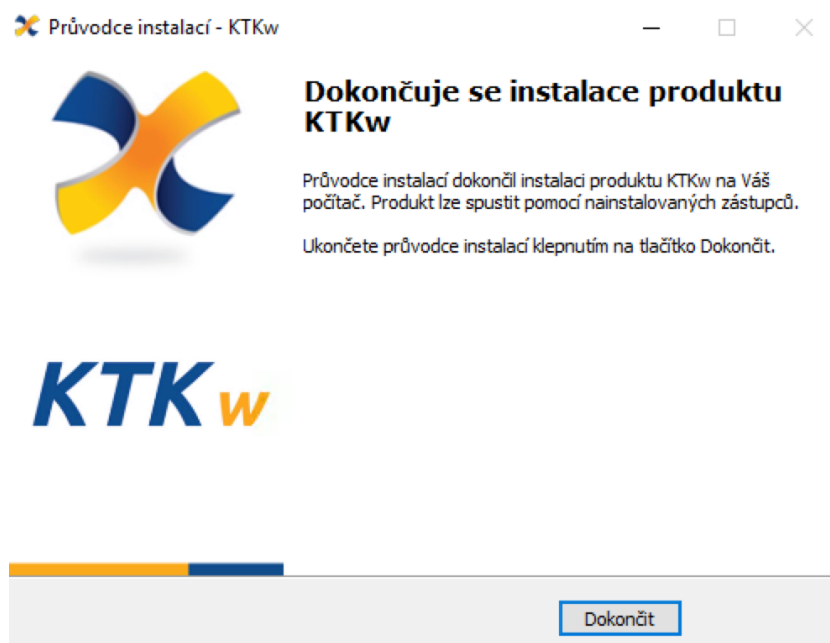 Průvodce instalací - KTKw
Dokončuje se instalace produktu
KTKw
Průvodce instalací dokončil instalaci produktu KTKw na Váš
počítač. Produkt lze spustit pomocí nainstalovaných zástupců.
Ukončete průvodce instalací klepnutím na tlačítko Dokončit.
KTKw
Dokončit